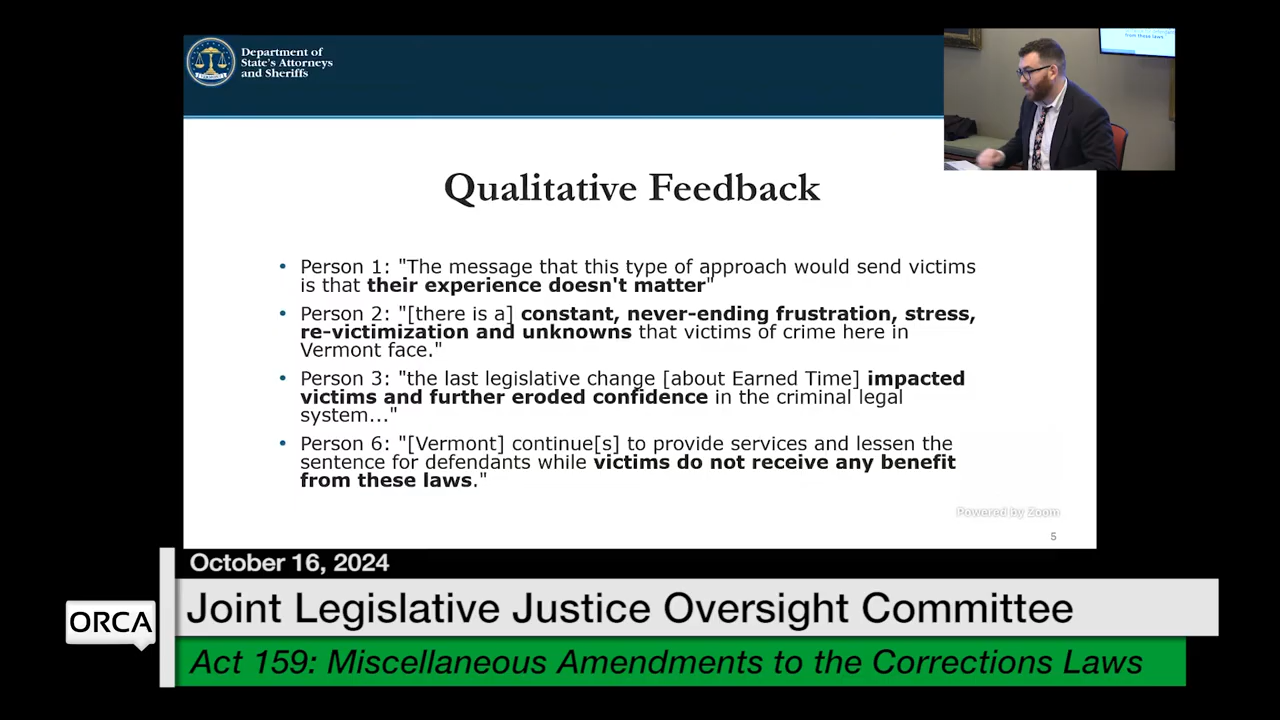 Department of
State's Attorneys
and Sheriffs
from these laws.
Qualitative Feedback
• Person 1: "The message that this type of approach would send victims
is that their experience doesn't matter"
• Person 2: "[there is a] constant, never-ending frustration, stress,
re-victimization and unknowns that victims of crime here in
Vermont face."
• Person 3: "the last legislative change [about Earned Time] impacted
victims and further eroded confidence in the criminal legal
system..."
• Person 6: "[Vermont] continue[s] to provide services and lessen the
sentence for defendants while victims do not receive any benefit
from these laws."
Powered by Zoom
5
October 16, 2024
ORCA
Joint Legislative Justice Oversight Committee
Act 159: Miscellaneous Amendments to the Corrections Laws